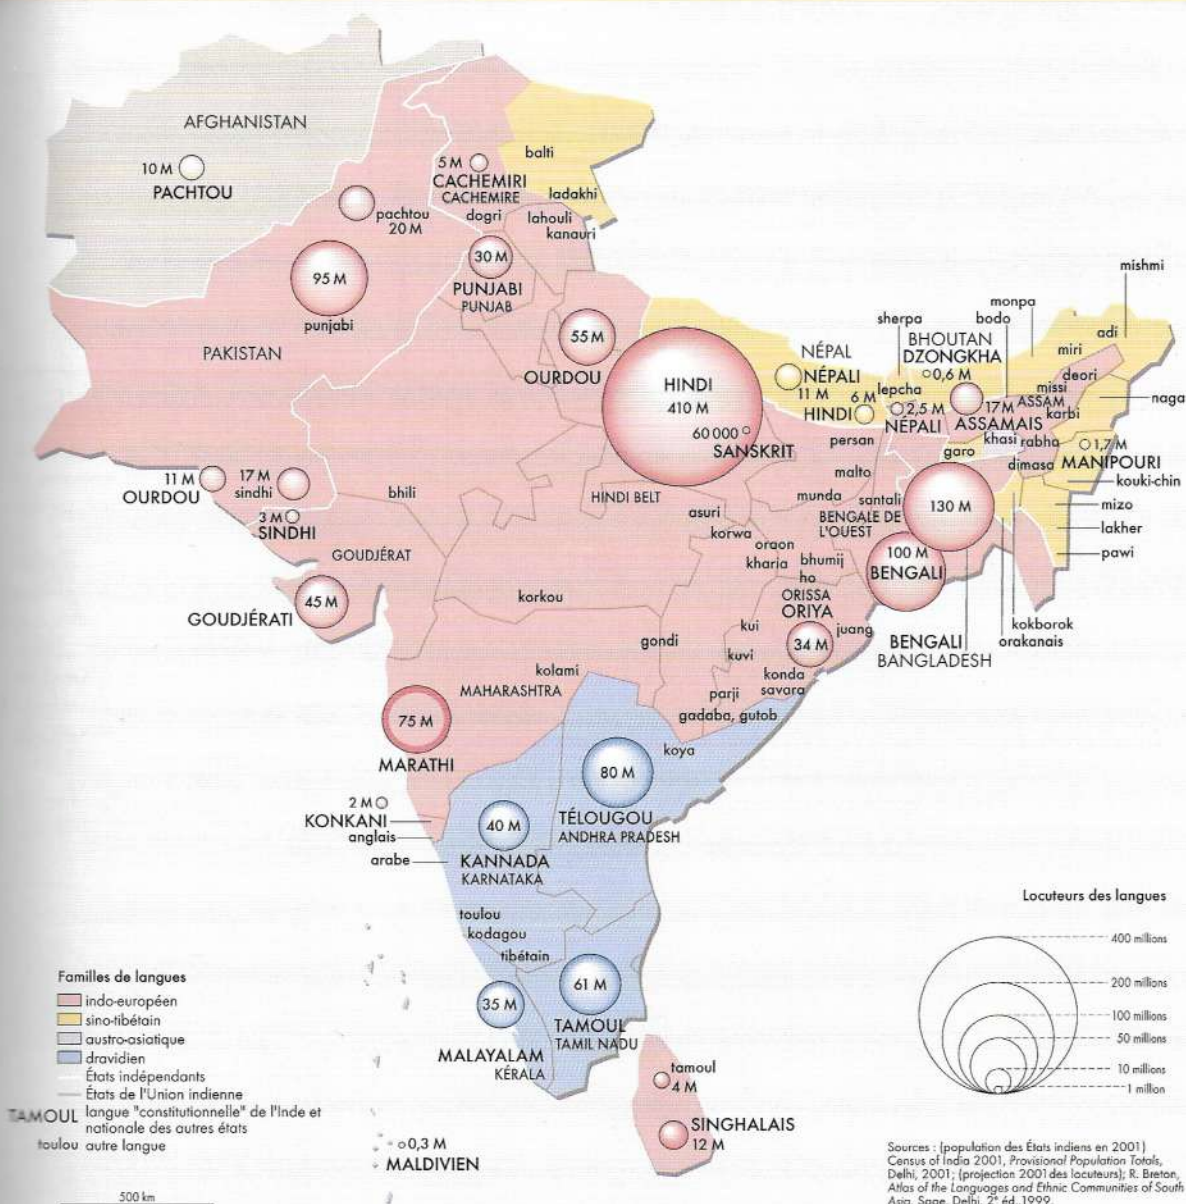 AFGHANISTAN
10 M
PACHTOU
balti
5 M
CACHEMIRI
CACHEMIRE
ladakhi
dogri
lahouli
kanauri
pachtou
20 M
95 M
punjabi
30 M
PUNJABI
PUNJAB
PAKISTAN
55 M
OURDOU
HINDI
410 M
60 000
SANSKRIT
HINDI BELT
NÉPAL
NÉPALI
11 M
6 M
HINDI
sherpa
BHOUTAN
DZONGKHA
0,6 M
lepcha
2,5 M
NÉPALI
monpa
bodo
mishmi
adi
miri
deori
missi
17 M
ASSAM
ASSAMAIS
karbi
naga
khasi
rabha
garo
dimasa
1,7 M
MANIPOURI
kouki-chin
mizo
lakher
pawi
persan
malto
munda
santali
BENGALE DE
L'OUEST
130 M
100 M
BENGALI
BENGALI
BANGLADESH
kokborok
orakanais
11 M
OURDOU
17 M
sindhi
3 M
SINDHI
bhili
GOUDJÉRAT
45 M
GOUDJÉRATI
asuri
korwa
oraon
kharia
bhumij
ho
ORISSA
ORIYA
34 M
juang
korkou
gondi
kui
kuvi
konda
savara
parji
gadaba, gutob
kolami
MAHARASHTRA
75 M
MARATHI
koya
80 M
TÉLOUGOU
ANDHRA PRADESH
2 M
KONKANI
anglais
arabe
40 M
KANNADA
KARNATAKA
toulou
kodagou
tibétain
61 M
TAMOUL
TAMIL NADU
35 M
MALAYALAM
KÉRALA
tamoul
4 M
SINGHALAIS
12 M
0,3 M
MALDIVIEN
Familles de langues
indo-européen
sino-tibétain
austro-asiatique
dravidien
États indépendants
États de l'Union indienne
TAMOUL langue "constitutionnelle" de l'Inde et
nationale des autres états
toulou autre langue
500 km
Locuteurs des langues
400 millions
200 millions
100 millions
50 millions
10 millions
1 million
Sources : (population des États indiens en 2001)
Census of India 2001, Provisional Population Totals,
Delhi, 2001; (projection 2001 des locuteurs); R. Breton,
Atlas of the Languages and Ethnic Communities of South
Asia, Sage, Delhi, 2e éd.,1999.